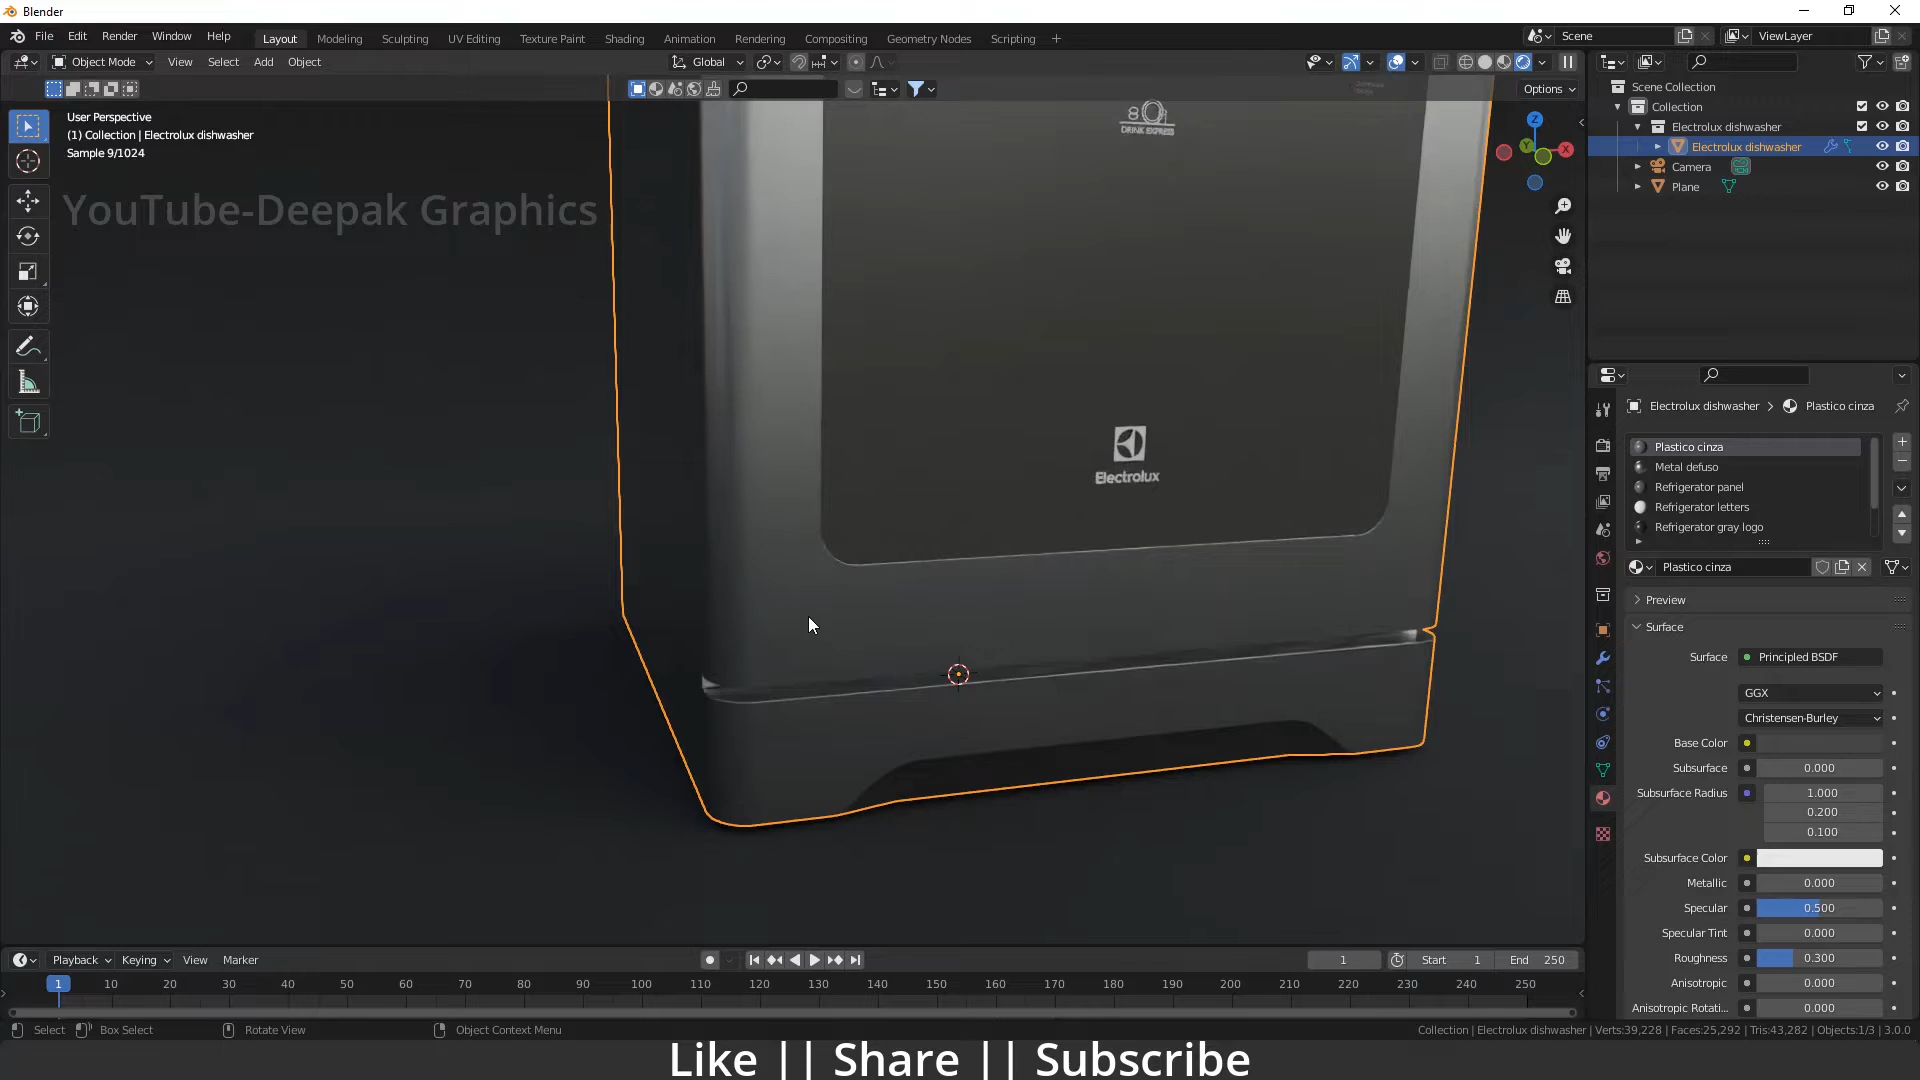 Blender
File Edit Render Window Help Layout Modeling Sculpting UV Editing Texture Paint Shading Animation Rendering Compositing Geometry Nodes Scripting Scene ViewLayer
Object Mode View Select Add Object Global
Options
User Perspective
(1) Collection | Electrolux dishwasher
Sample 9/1024
YouTube-Deepak Graphics
80
DRINK EXPRESS
Electrolux
Z
Y
X
Scene Collection
Collection
Electrolux dishwasher
Electrolux dishwasher
Camera
Plane
Electrolux dishwasher > Plastico cinza
Plastico cinza
Metal defuso
Refrigerator panel
Refrigerator letters
Refrigerator gray logo
Plastico cinza
Preview
Surface
Surface Principled BSDF
GGX
Christensen-Burley
Base Color
Subsurface 0.000
Subsurface Radius 1.000
0.200
0.100
Subsurface Color
Metallic 0.000
Specular 0.500
Specular Tint 0.000
Roughness 0.300
Anisotropic 0.000
Anisotropic Rotati... 0.000
Playback Keying View Marker 1 Start 1 End 250
1 10 20 30 40 50 60 70 80 90 100 110 120 130 140 150 160 170 180 190 200 210 220 230 240 250
Select Box Select Rotate View Object Context Menu Collection | Electrolux dishwasher | Verts:39,228 | Faces:25,292 | Tris:43,282 | Objects:1/3 | 3.0.0
Like || Share || Subscribe